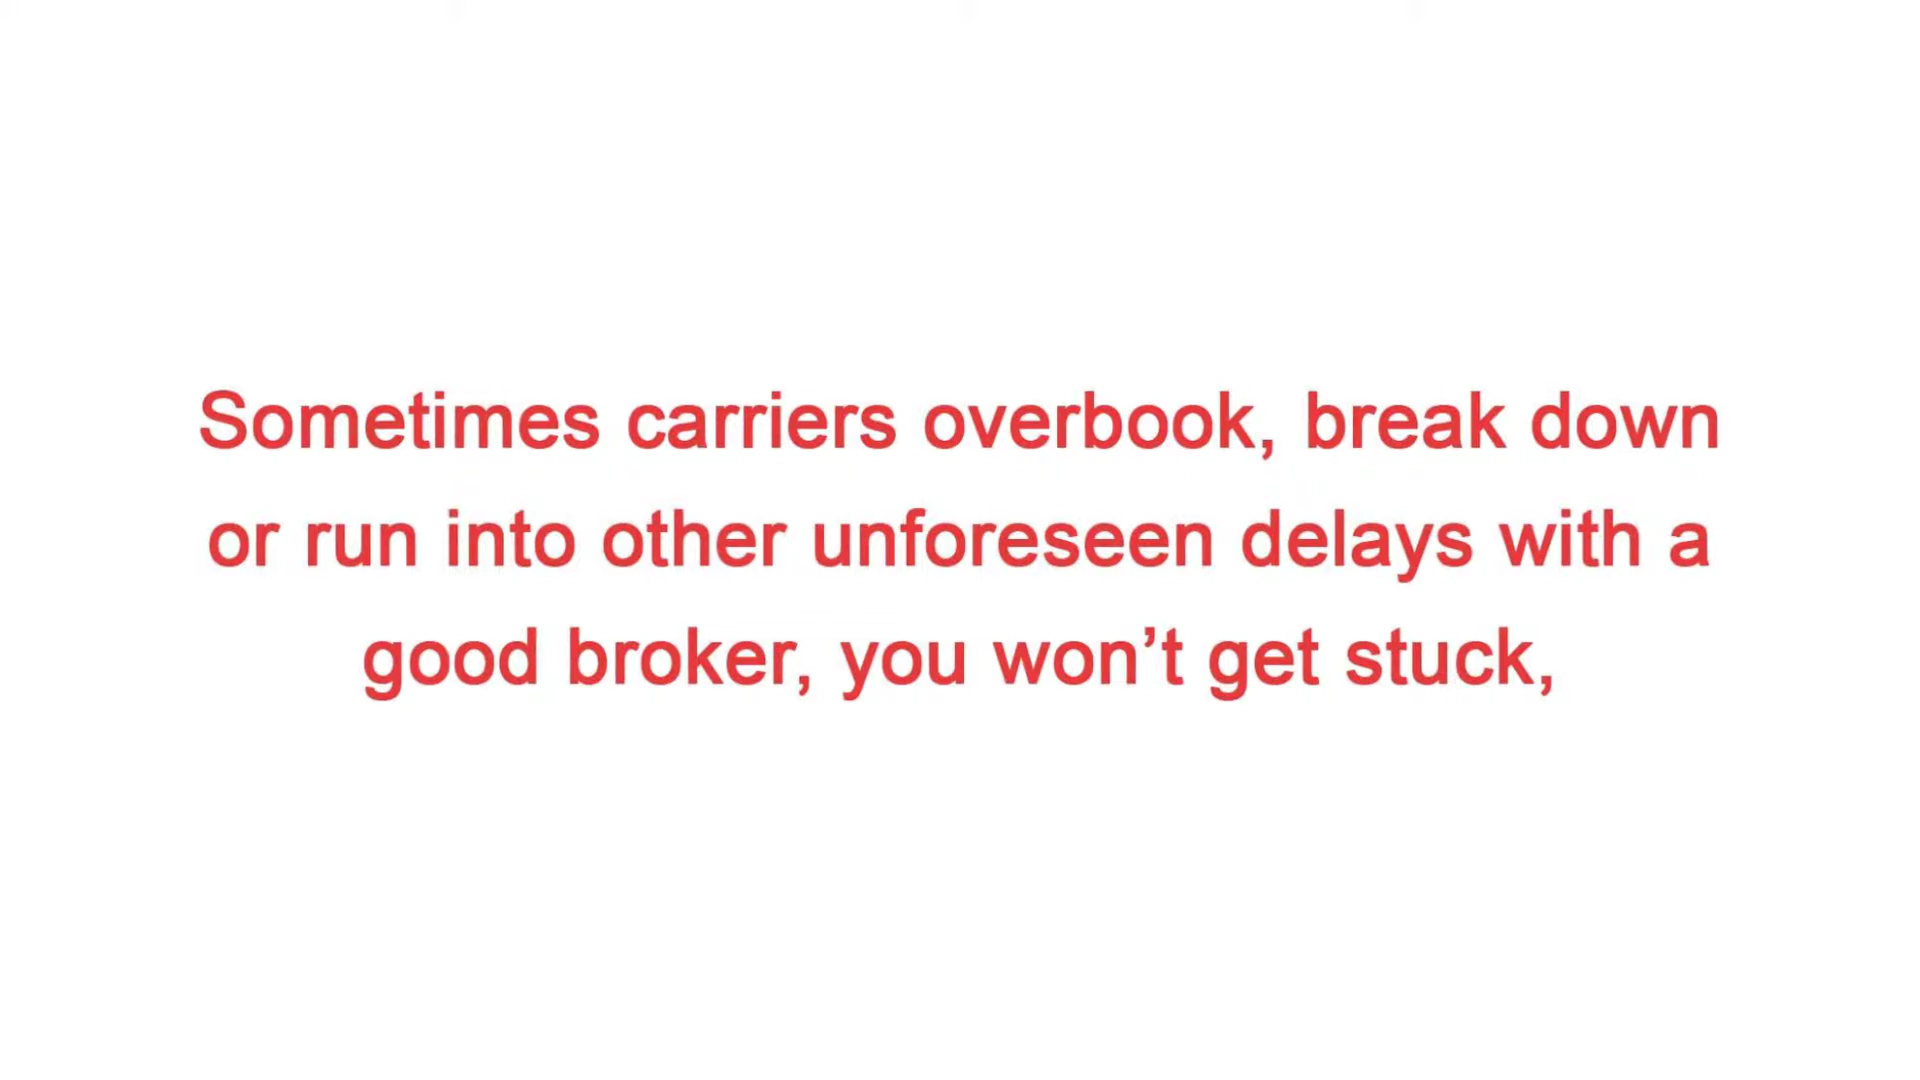 Sometimes carriers overbook, break down
or run into other unforeseen delays with a
good broker, you won’t get stuck,